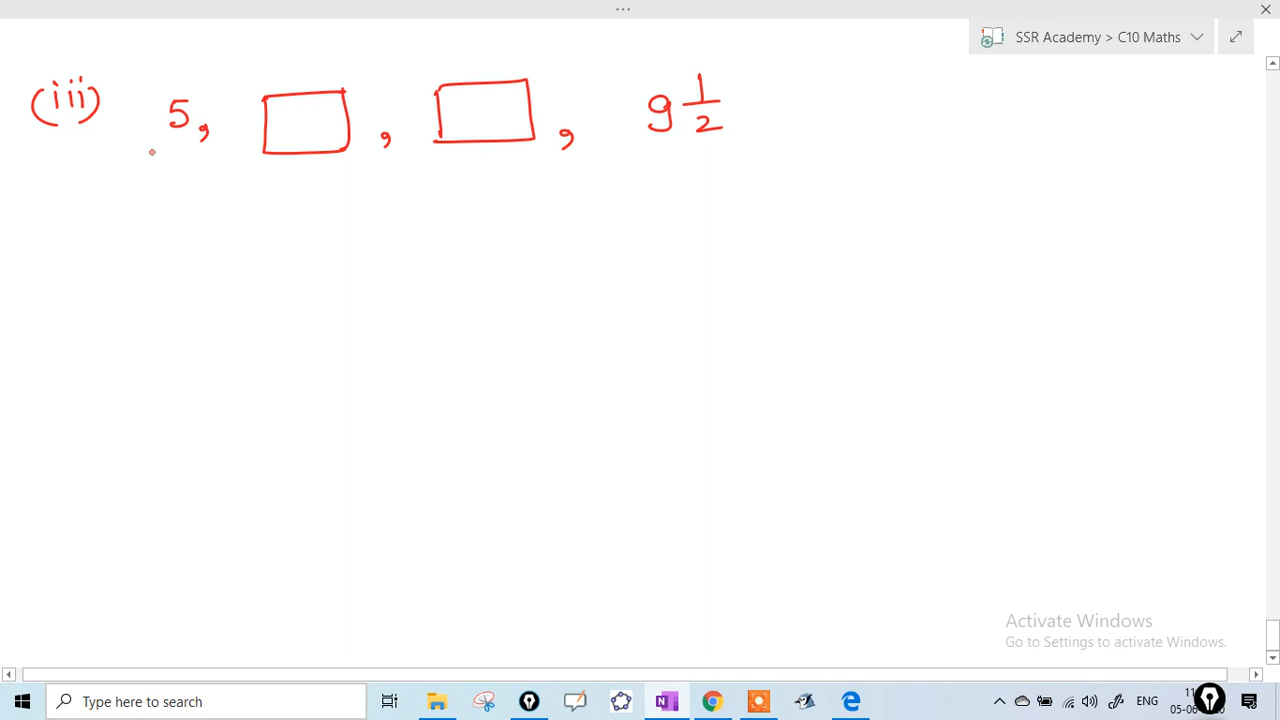 SSR Academy > C10 Maths
(iii) 5, , , 9 1/2
Activate Windows
Go to Settings to activate Windows.
Type here to search
ENG